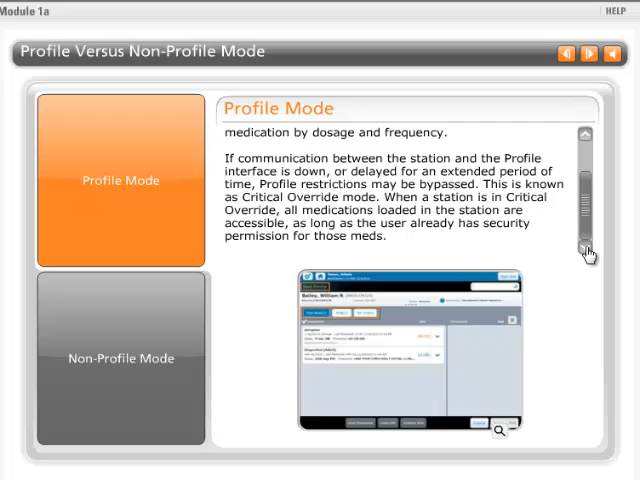 Module 1a
HELP
Profile Versus Non-Profile Mode
Profile Mode
Non-Profile Mode
Profile Mode
medication by dosage and frequency.
If communication between the station and the Profile
interface is down, or delayed for an extended period of
time, Profile restrictions may be bypassed. This is known
as Critical Override mode. When a station is in Critical
Override, all medications loaded in the station are
accessible, as long as the user already has security
permission for those meds.
Bailey, William R